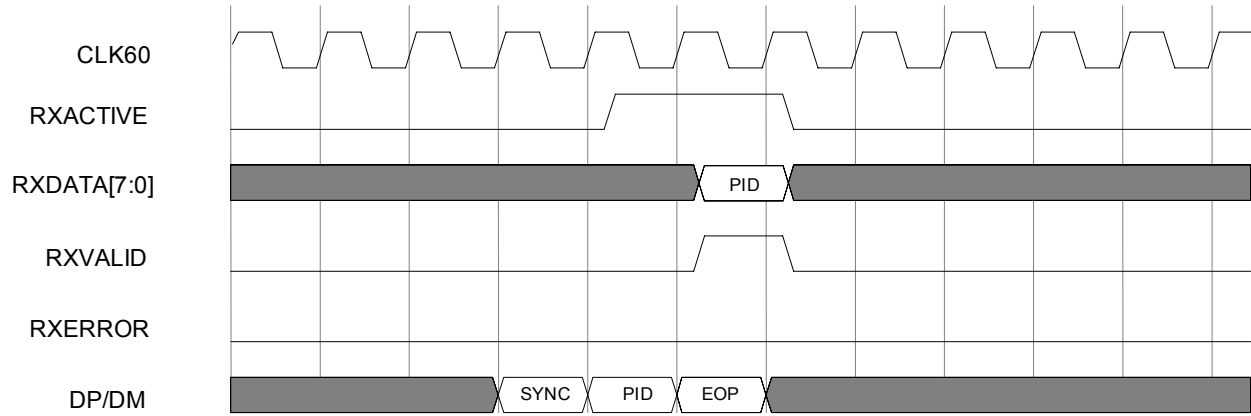 CLK60
RXACTIVE
RXDATA[7:0]
PID
RXVALID
RXERROR
DP/DM
SYNC
PID
EOP